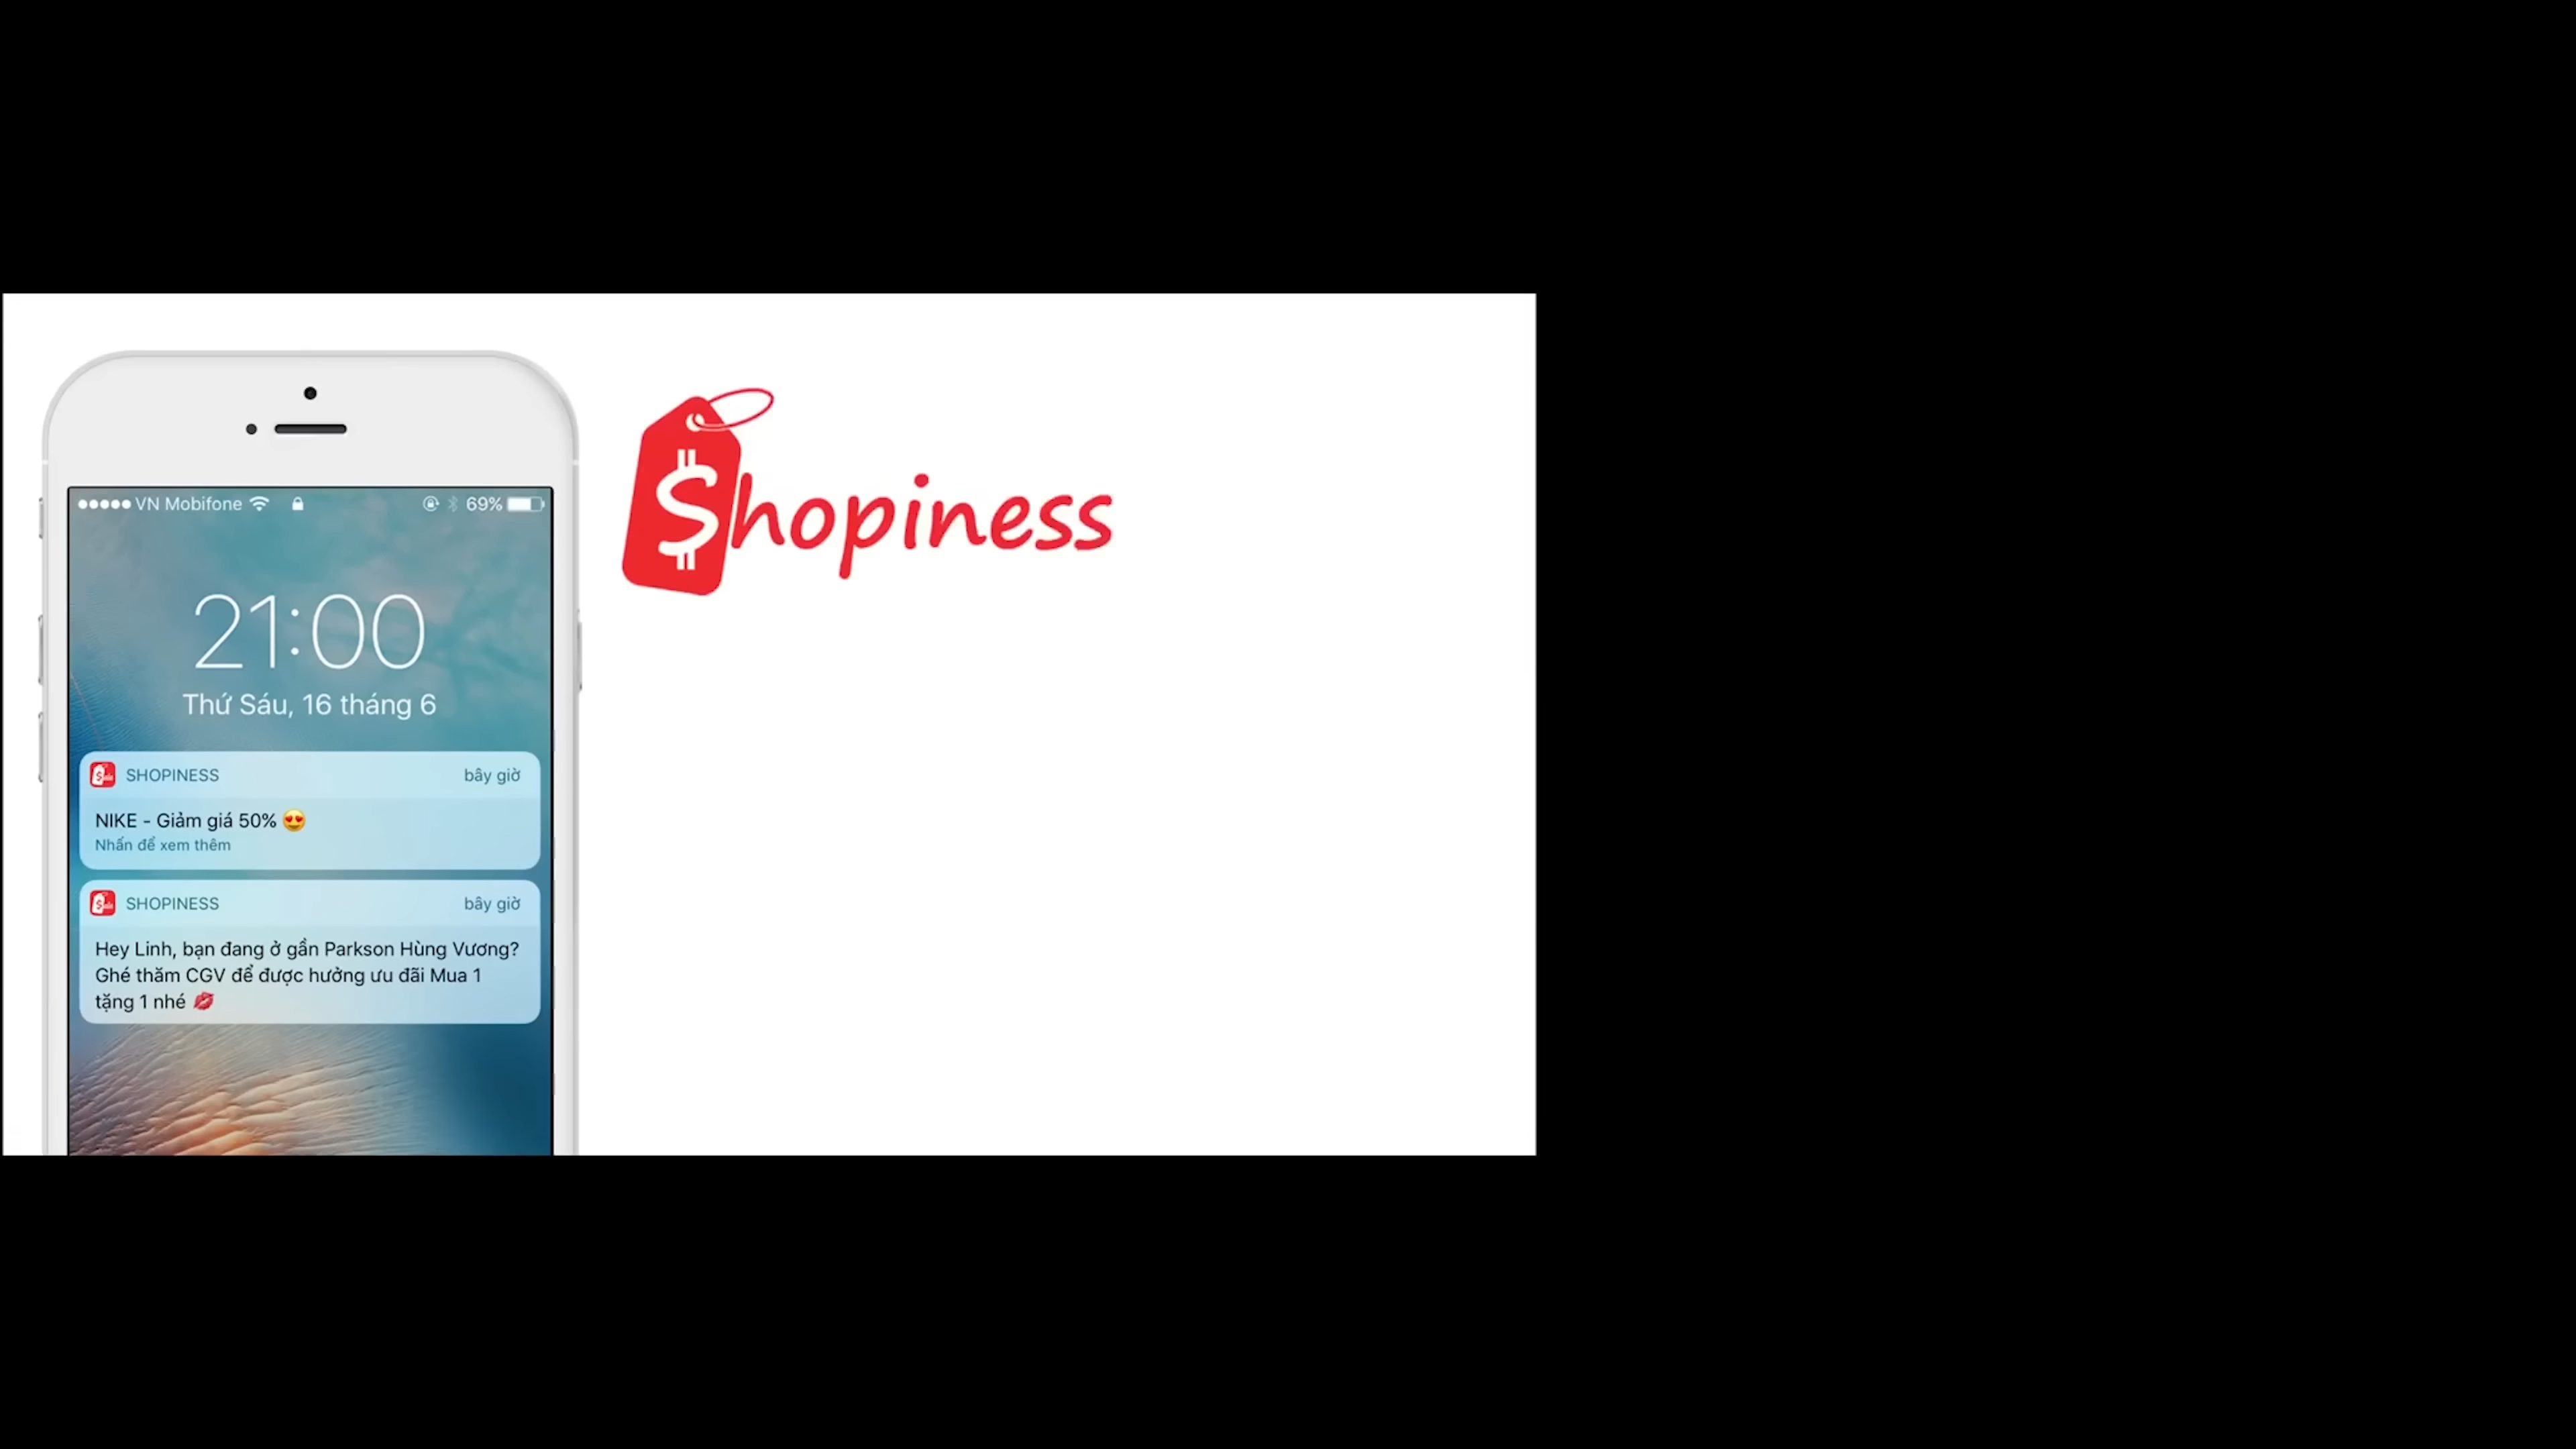 VN Mobifone 69%
21:00
Thứ Sáu, 16 tháng 6
SHOPINESS bây giờ
NIKE - Giảm giá 50% 😍
Nhấn để xem thêm
SHOPINESS bây giờ
Hey Linh, bạn đang ở gần Parkson Hùng Vương?
Ghé thăm CGV để được hưởng ưu đãi Mua 1
tặng 1 nhé 💋
$hopiness